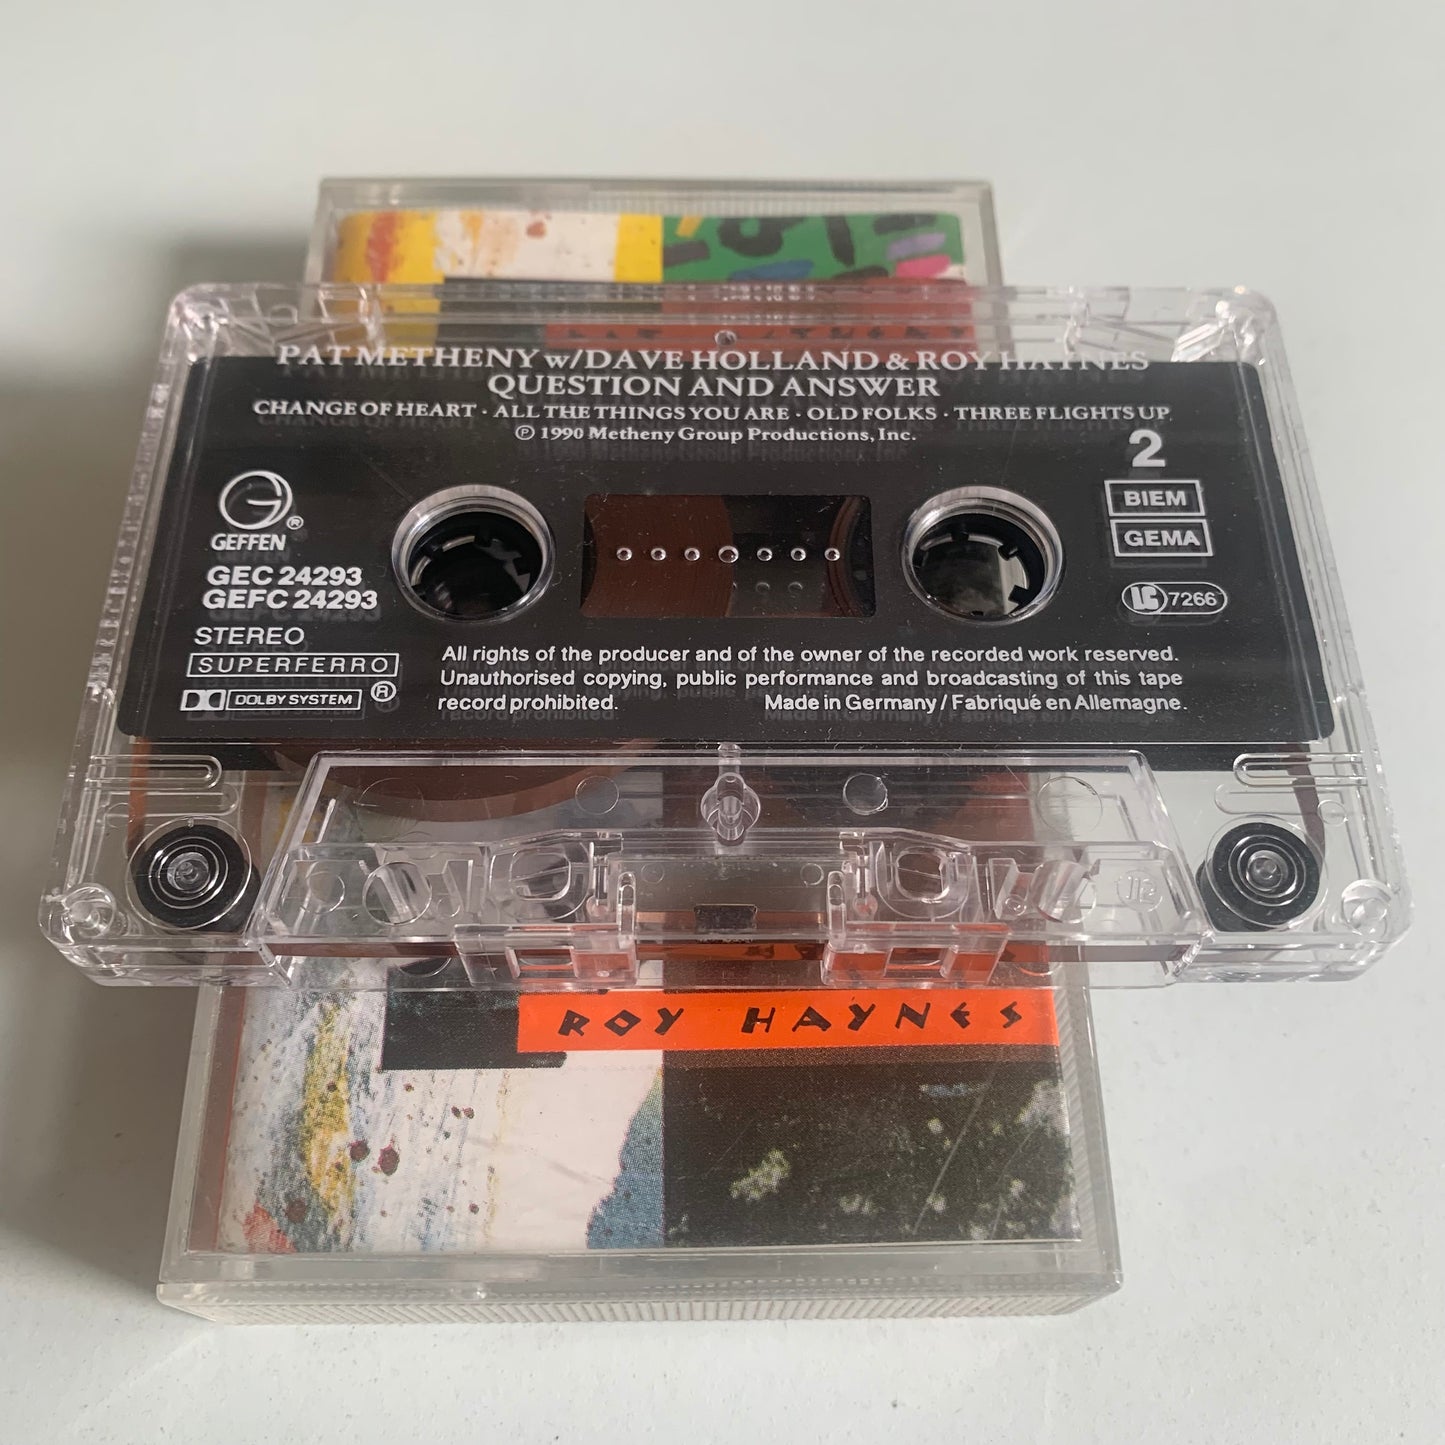 PAT METHENY w/DAVE HOLLAND & ROY HAYNES
QUESTION AND ANSWER
CHANGE OF HEART · ALL THE THINGS YOU ARE · OLD FOLKS · THREE FLIGHTS UP
℗ 1990 Metheny Group Productions, Inc.
2
GEFFEN®
BIEM
GEMA
GEC 24293
GEFC 24293
LC 7266
STEREO
SUPERFERRO
DOLBY SYSTEM ®
All rights of the producer and of the owner of the recorded work reserved.
Unauthorised copying, public performance and broadcasting of this tape
record prohibited. Made in Germany / Fabriqué en Allemagne.
ROY HAYNES